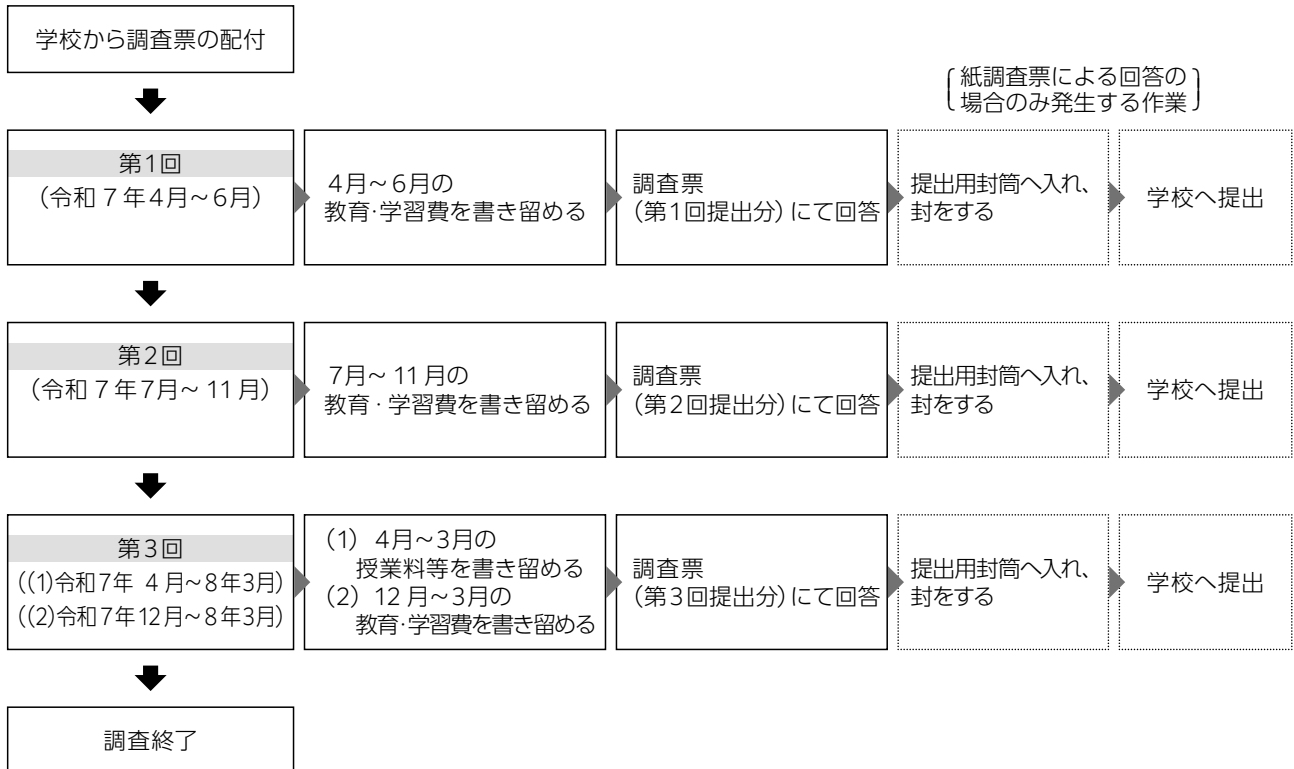 学校から調査票の配付
紙調査票による回答の
場合のみ発生する作業
第1回
（令和7年4月～6月）
4月～6月の
教育・学習費を書き留める
調査票
（第1回提出分）にて回答
提出用封筒へ入れ、
封をする
学校へ提出
第2回
（令和7年7月～11月）
7月～11月の
教育・学習費を書き留める
調査票
（第2回提出分）にて回答
提出用封筒へ入れ、
封をする
学校へ提出
第3回
（(1)令和7年 4月～8年3月）
（(2)令和7年12月～8年3月）
（1） 4月～3月の
授業料等を書き留める
（2） 12月～3月の
教育・学習費を書き留める
調査票
（第3回提出分）にて回答
提出用封筒へ入れ、
封をする
学校へ提出
調査終了